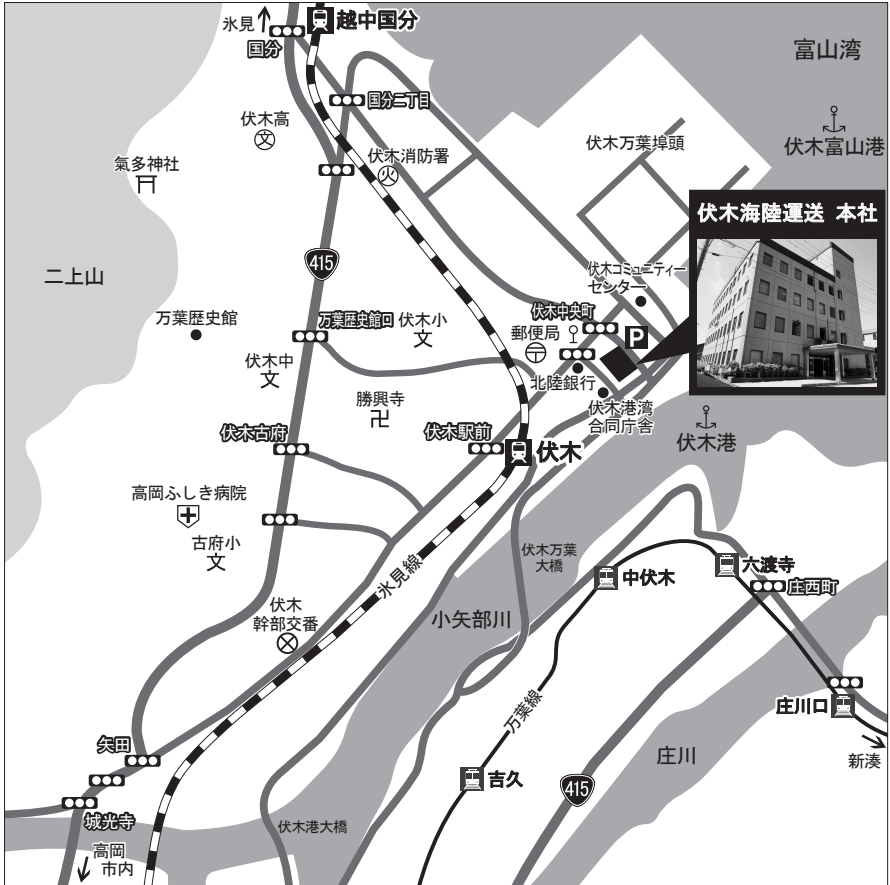 氷見
越中国分
国分
富山湾
国分二丁目
伏木高
文
伏木富山港
伏木万葉埠頭
伏木消防署
火
氣多神社
伏木海陸運送 本社
415
二上山
伏木コミュニティー
センター
万葉歴史館
万葉歴史館口
伏木小
文
伏木中央町
郵便局
P
伏木中
文
北陸銀行
勝興寺
卍
伏木港湾
合同庁舎
伏木古府
伏木駅前
伏木
伏木港
高岡ふしき病院
古府小
文
伏木万葉
大橋
氷見線
中伏木
六渡寺
庄西町
伏木
幹部交番
小矢部川
万葉線
庄川口
矢田
庄川
新湊
吉久
415
城光寺
伏木港大橋
高岡
市内